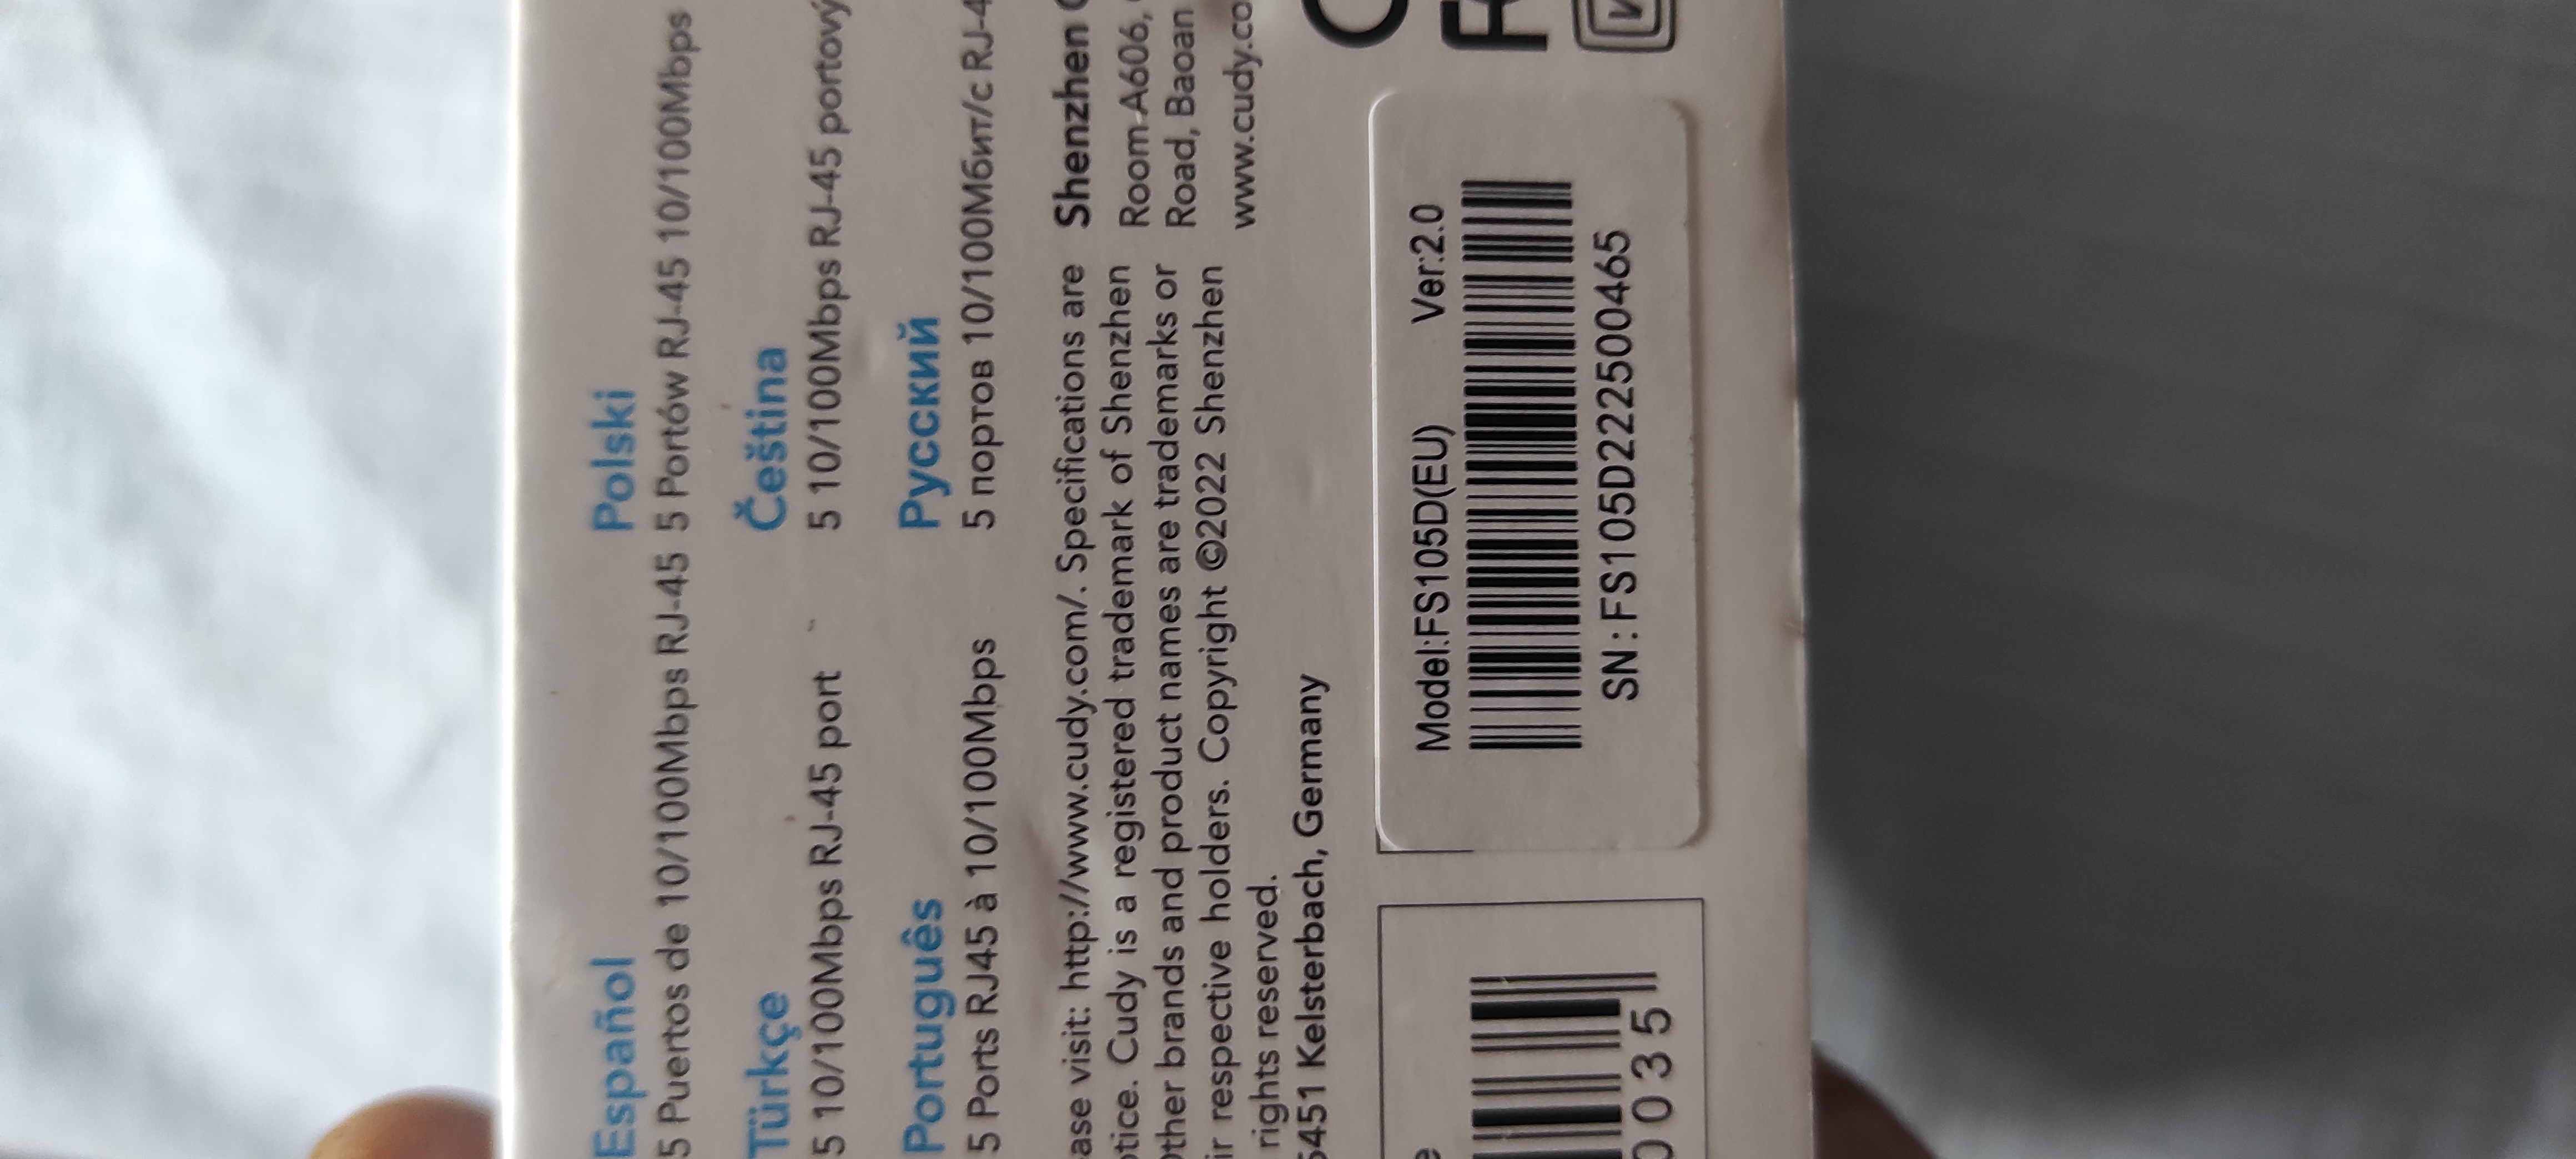 Español
5 Puertos de 10/100Mbps RJ-45
Polski
5 Portów RJ-45 10/100Mbps
Türkçe
5 10/100Mbps RJ-45 port
Čeština
5 10/100Mbps RJ-45 portový
Português
5 Ports RJ45 à 10/100Mbps
Русский
5 портов 10/100Мбит/с RJ-4
ase visit: http://www.cudy.com/. Specifications are
otice. Cudy is a registered trademark of Shenzhen
ther brands and product names are trademarks or
ir respective holders. Copyright ©2022 Shenzhen
rights reserved.
5451 Kelsterbach, Germany
Shenzhen
Room-A606,
Road, Baoan
www.cudy.co
Model:FS105D(EU) Ver:2.0
SN:FS105D222500465
0035